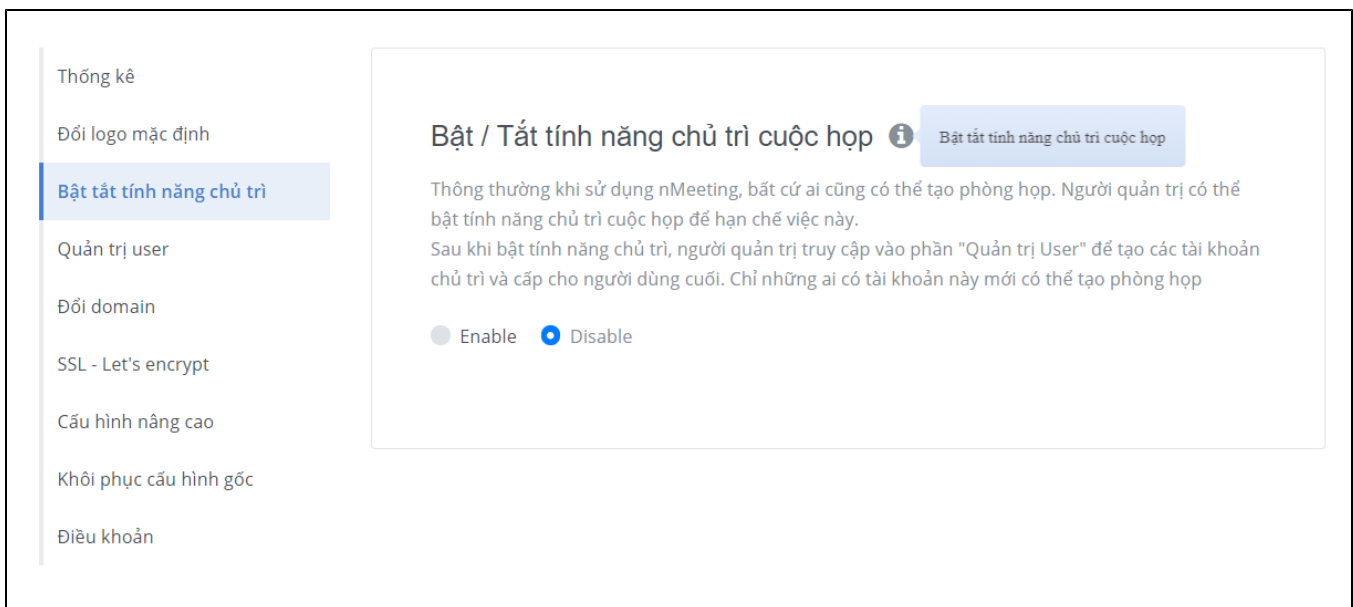 Thống kê
Đổi logo mặc định
Bật tắt tính năng chủ trì
Quản trị user
Đổi domain
SSL - Let's encrypt
Cấu hình nâng cao
Khôi phục cấu hình gốc
Điều khoản
Bật / Tắt tính năng chủ trì cuộc họp
Bật tắt tính năng chủ trì cuộc họp
Thông thường khi sử dụng nMeeting, bất cứ ai cũng có thể tạo phòng họp. Người quản trị có thể
bật tính năng chủ trì cuộc họp để hạn chế việc này.
Sau khi bật tính năng chủ trì, người quản trị truy cập vào phần "Quản trị User" để tạo các tài khoản
chủ trì và cấp cho người dùng cuối. Chỉ những ai có tài khoản này mới có thể tạo phòng họp
Enable Disable